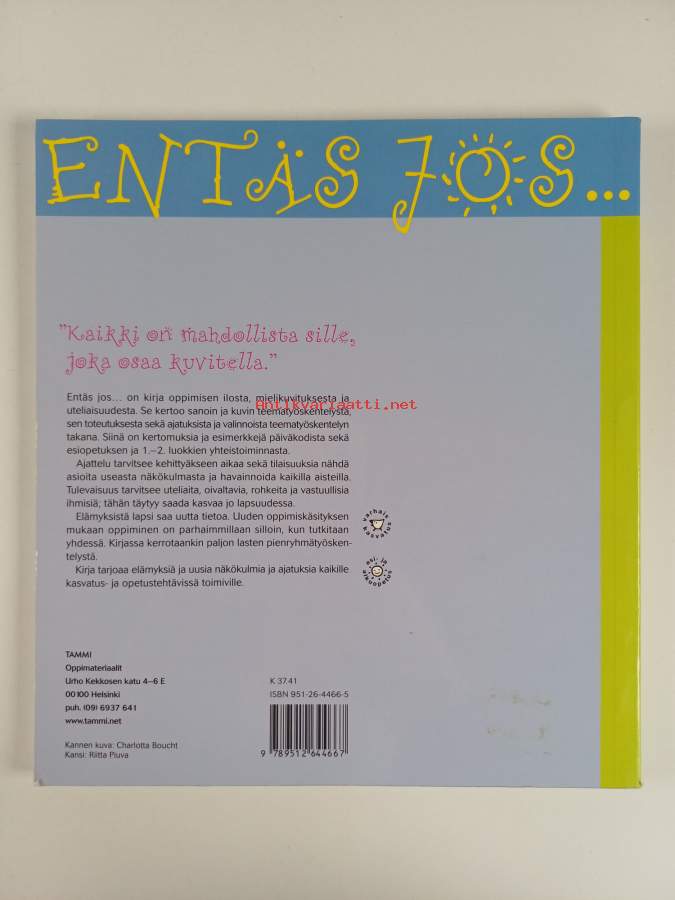 ENTÄS JOS...
"Kaikki on mahdollista sille,
joka osaa kuvitella."
Entäs jos... on kirja oppimisen ilosta, mielikuvituksesta ja
uteliaisuudesta. Se kertoo sanoin ja kuvin teematyöskentelystä,
Antikvariaatti.net
sen toteutuksesta sekä ajatuksista ja valinnoista teematyöskentelyn
takana. Siinä on kertomuksia ja esimerkkejä päiväkodista sekä
esiopetuksen ja 1.–2. luokkien yhteistoiminnasta.
Ajattelu tarvitsee kehittyäkseen aikaa sekä tilaisuuksia nähdä
asioita useasta näkökulmasta ja havainnoida kaikilla aisteilla.
Tulevaisuus tarvitsee uteliaita, oivaltavia, rohkeita ja vastuullisia
ihmisiä; tähän täytyy saada kasvaa jo lapsuudessa.
Elämyksistä lapsi saa uutta tietoa. Uuden oppimiskäsityksen
mukaan oppiminen on parhaimmillaan silloin, kun tutkitaan
yhdessä. Kirjassa kerrotaankin paljon lasten pienryhmätyösken-
telystä.
Kirja tarjoaa elämyksiä ja uusia näkökulmia ja ajatuksia kaikille
kasvatus- ja opetustehtävissä toimiville.
varhais
kasvatus
esi- ja
alkuopetus
TAMMI
Oppimateriaalit
Urho Kekkosen katu 4–6 E
00100 Helsinki
puh. (09) 6937 641
www.tammi.net
Kannen kuva: Charlotta Boucht
Kansi: Riitta Piuva
K 37.41
ISBN 951-26-4466-5
9 789512 644667